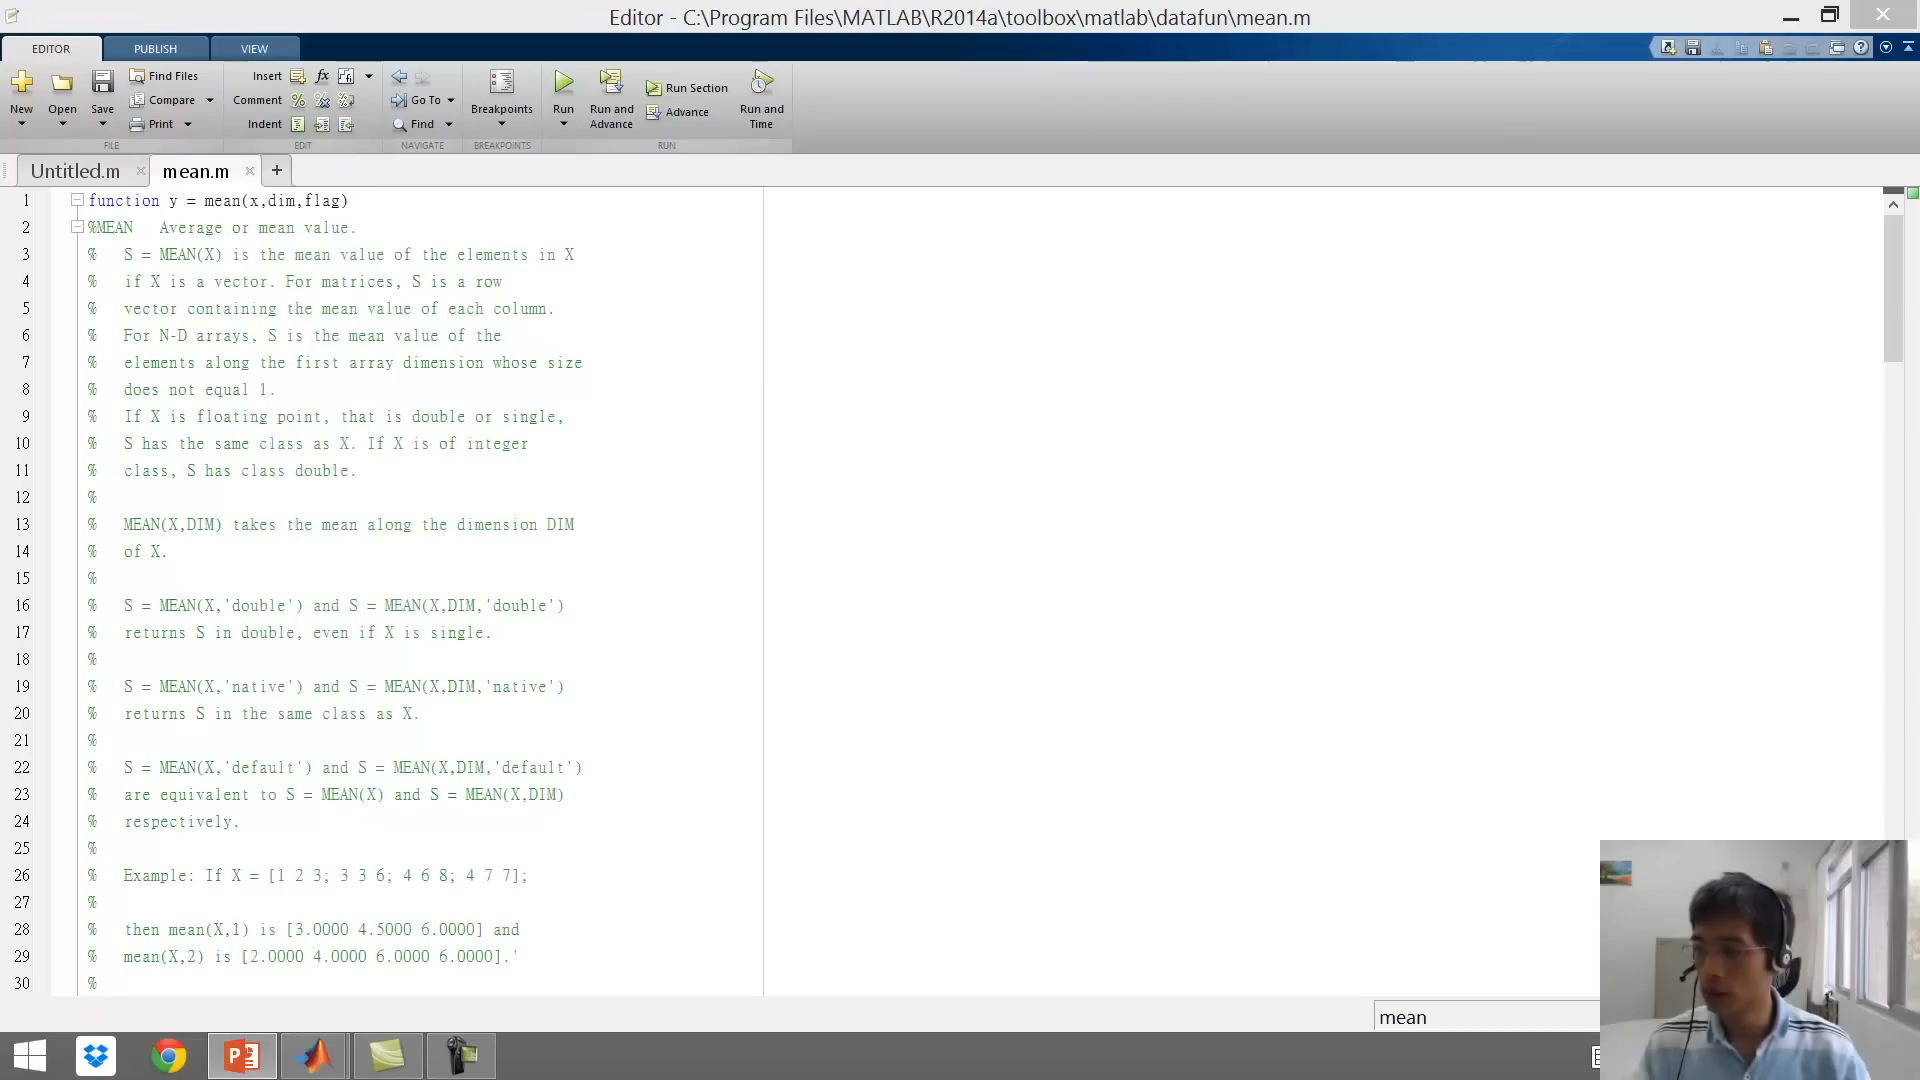 Editor - C:\Program Files\MATLAB\R2014a\toolbox\matlab\datafun\mean.m
EDITOR PUBLISH VIEW
New Open Save
Find Files
Compare
Print
FILE
Insert
Comment
Indent
EDIT
Go To
Find
NAVIGATE
Breakpoints
BREAKPOINTS
Run
Run and Advance
Run Section
Advance
Run and Time
RUN
Untitled.m mean.m +
1 function y = mean(x,dim,flag)
2 %MEAN   Average or mean value.
3 %   S = MEAN(X) is the mean value of the elements in X
4 %   if X is a vector. For matrices, S is a row
5 %   vector containing the mean value of each column.
6 %   For N-D arrays, S is the mean value of the
7 %   elements along the first array dimension whose size
8 %   does not equal 1.
9 %   If X is floating point, that is double or single,
10 %   S has the same class as X. If X is of integer
11 %   class, S has class double.
12 %
13 %   MEAN(X,DIM) takes the mean along the dimension DIM
14 %   of X.
15 %
16 %   S = MEAN(X,'double') and S = MEAN(X,DIM,'double')
17 %   returns S in double, even if X is single.
18 %
19 %   S = MEAN(X,'native') and S = MEAN(X,DIM,'native')
20 %   returns S in the same class as X.
21 %
22 %   S = MEAN(X,'default') and S = MEAN(X,DIM,'default')
23 %   are equivalent to S = MEAN(X) and S = MEAN(X,DIM)
24 %   respectively.
25 %
26 %   Example: If X = [1 2 3; 3 3 6; 4 6 8; 4 7 7];
27 %
28 %   then mean(X,1) is [3.0000 4.5000 6.0000] and
29 %   mean(X,2) is [2.0000 4.0000 6.0000 6.0000].'
30 %
mean